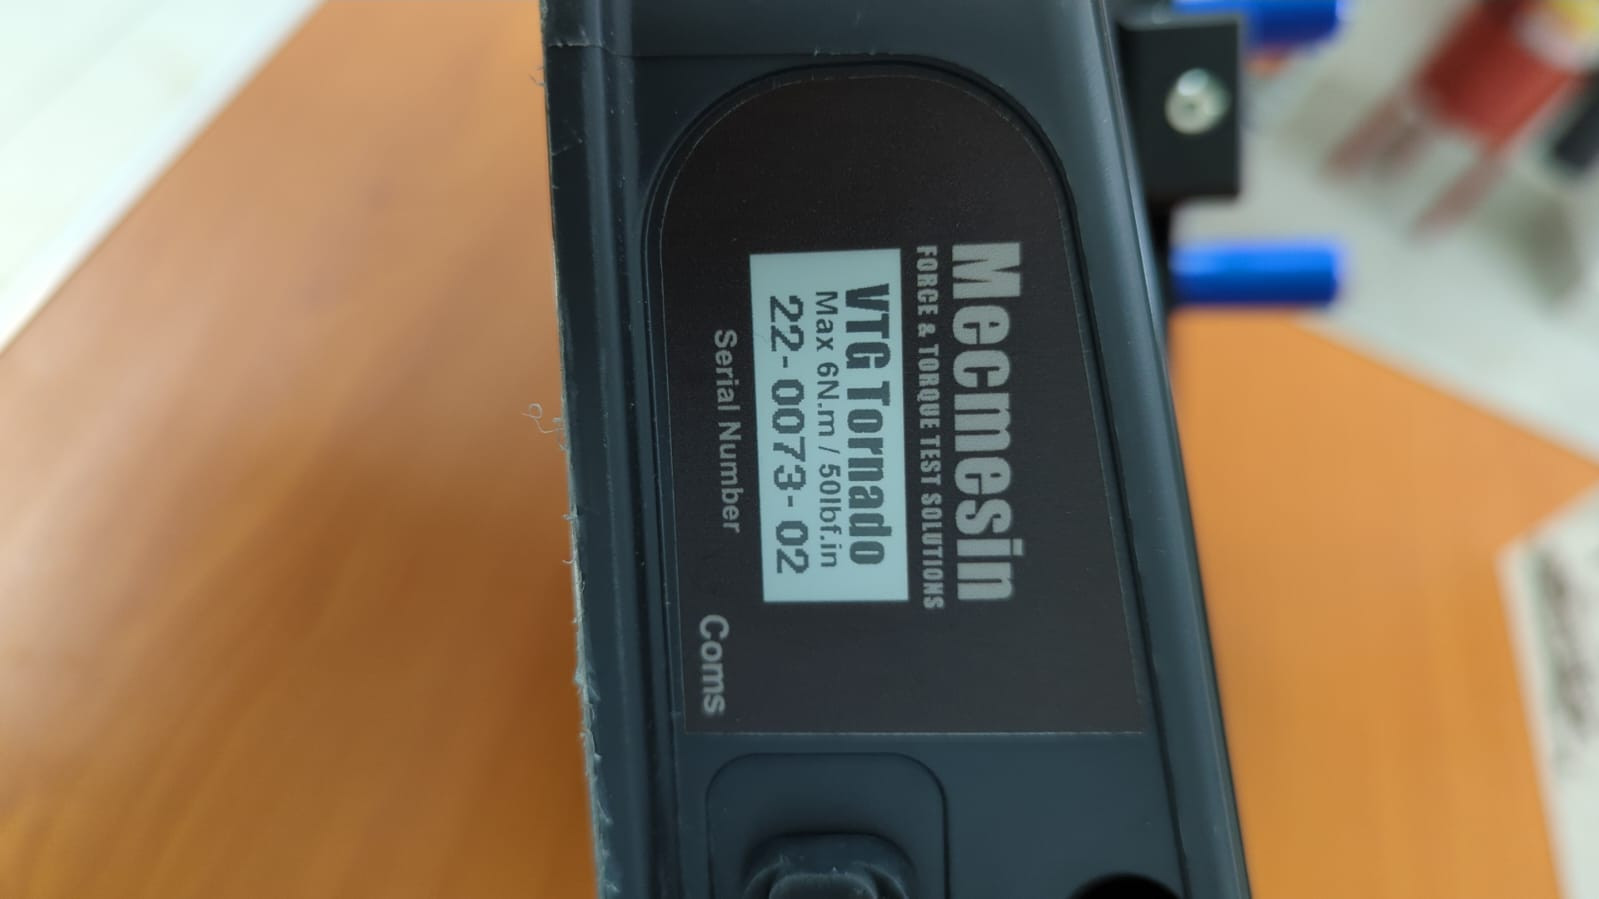 Mecmesin
FORCE & TORQUE TEST SOLUTIONS
VTG Tornado
Max 6N.m / 50lbf.in
22-0073-02
Serial Number
Coms